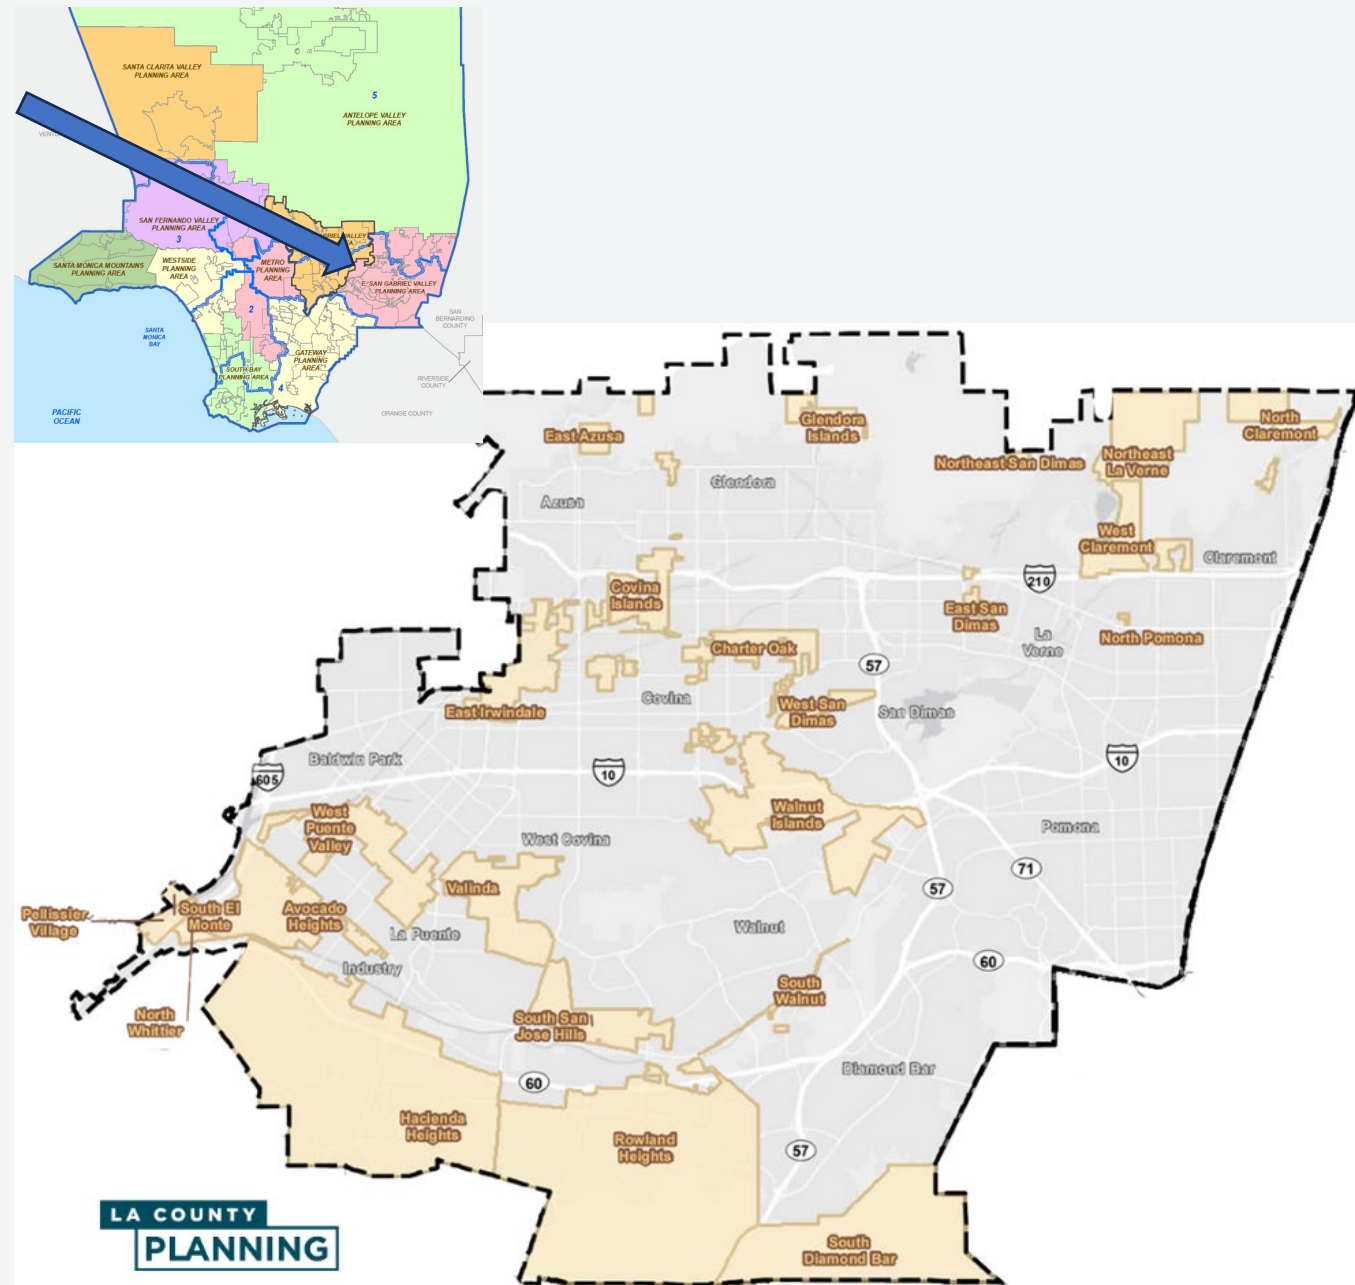 SANTA CLARITA VALLEY
PLANNING AREA
5
ANTELOPE VALLEY
PLANNING AREA
SAN FERNANDO VALLEY
PLANNING AREA
3
SANTA MONICA MOUNTAINS
PLANNING AREA
WESTSIDE
PLANNING
AREA
METRO
PLANNING
AREA
E. SAN GABRIEL VALLEY
PLANNING AREA
2
SAN
BERNARDINO
COUNTY
SANTA
MONICA
BAY
GATEWAY
PLANNING
AREA
SOUTH BAY
PLANNING AREA
4
RIVERSIDE
COUNTY
ORANGE COUNTY
PACIFIC
OCEAN
East Azusa
Glendora
Islands
North
Claremont
Northeast San Dimas
Northeast
La Verne
Azusa
Glendora
West
Claremont
Claremont
210
Covina
Islands
East San
Dimas
La
Verne
North Pomona
Charter Oak
57
East Irwindale
Covina
West San
Dimas
San Dimas
Baldwin Park
605
10
10
West
Puente
Valley
Walnut
Islands
West Covina
Pomona
71
57
Valinda
Pellissier
Village
South El
Monte
Avocado
Heights
La Puente
Walnut
Industry
60
North
Whittier
South
Walnut
South San
Jose Hills
60
Diamond Bar
Hacienda
Heights
Rowland
Heights
57
South
Diamond Bar
LA COUNTY
PLANNING